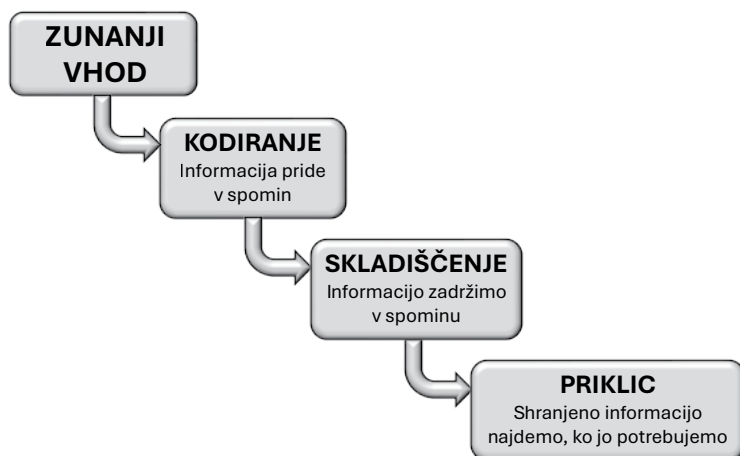 ZUNANJI
VHOD
KODIRANJE
Informacija pride
v spomin
SKLADIŠČENJE
Informacijo zadržimo
v spominu
PRIKLIC
Shranjeno informacijo
najdemo, ko jo potrebujemo